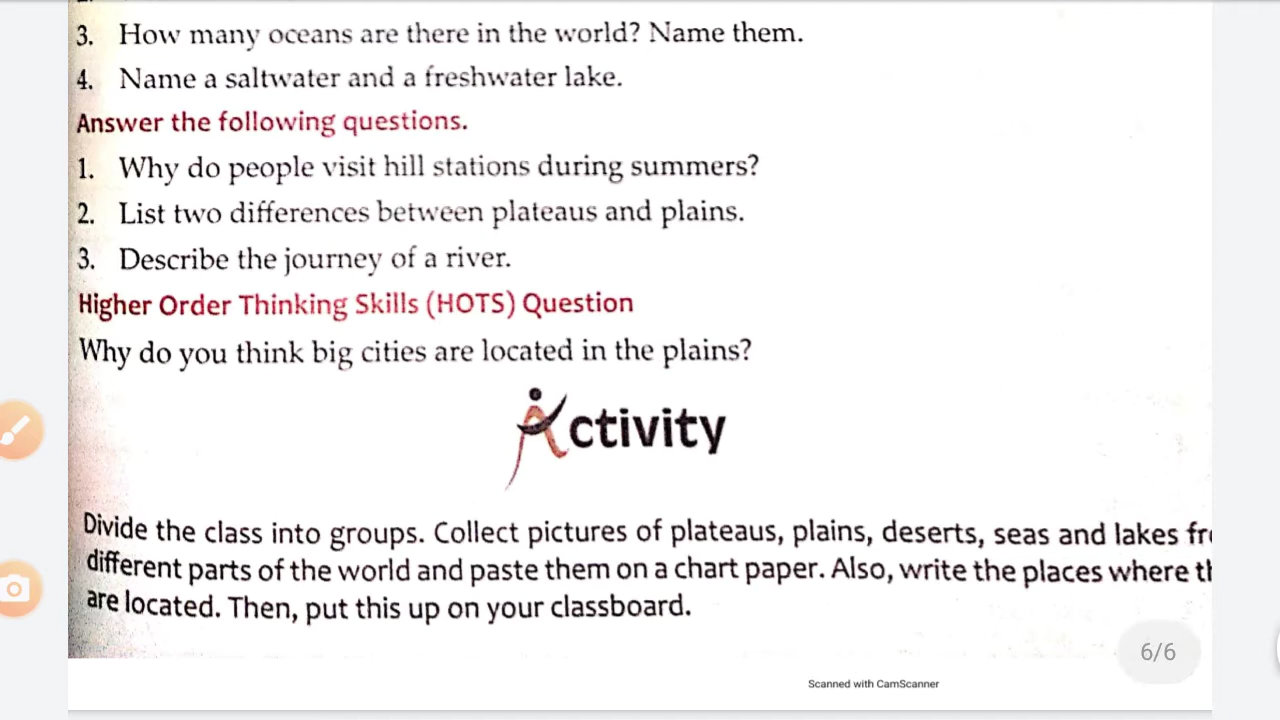 3. How many oceans are there in the world? Name them.
4. Name a saltwater and a freshwater lake.
Answer the following questions.
1. Why do people visit hill stations during summers?
2. List two differences between plateaus and plains.
3. Describe the journey of a river.
Higher Order Thinking Skills (HOTS) Question
Why do you think big cities are located in the plains?
Activity
Divide the class into groups. Collect pictures of plateaus, plains, deserts, seas and lakes
different parts of the world and paste them on a chart paper. Also, write the places where
are located. Then, put this up on your classboard.
6/6
Scanned with CamScanner